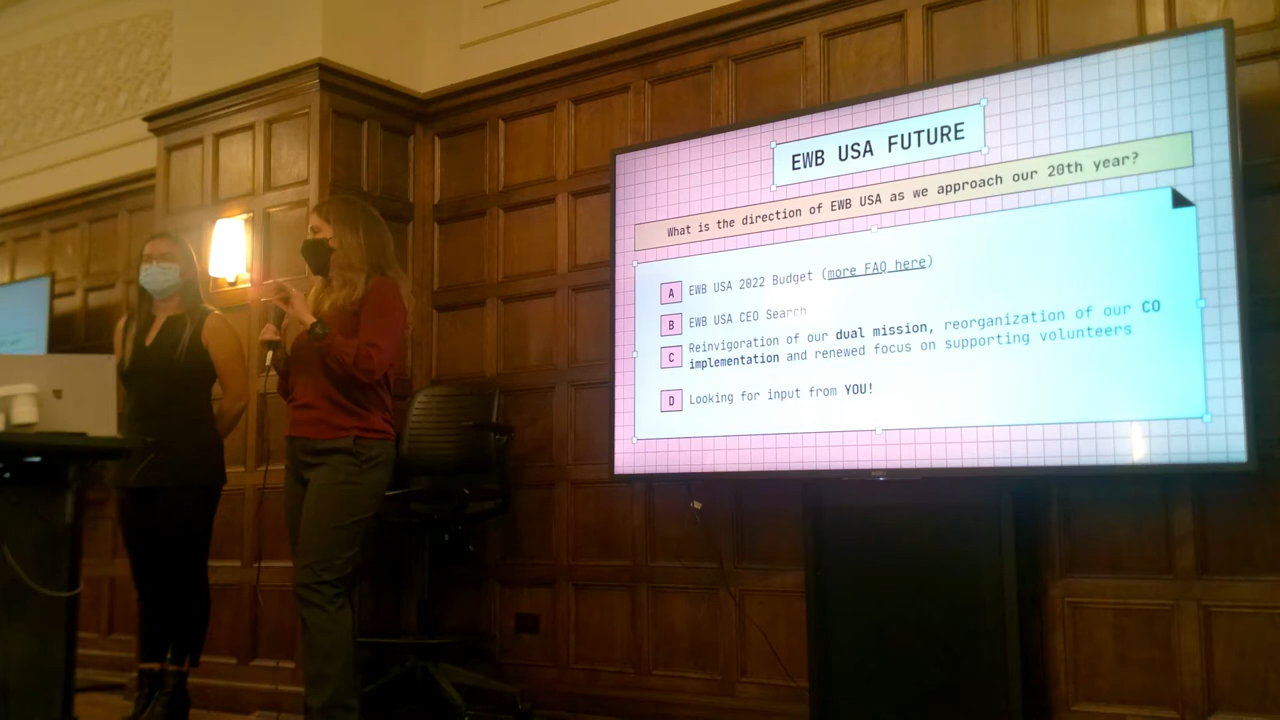 EWB USA FUTURE
What is the direction of EWB USA as we approach our 20th year?
A EWB USA 2022 Budget (more FAQ here)
B EWB USA CEO Search
C Reinvigoration of our dual mission, reorganization of our CO
implementation and renewed focus on supporting volunteers
D Looking for input from YOU!
SONY